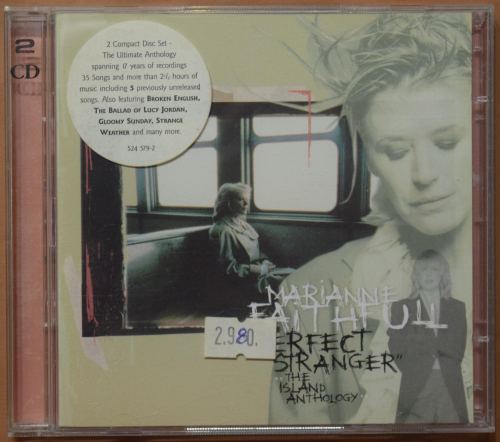 2
CD
2 Compact Disc Set -
The Ultimate Anthology
spanning 17 years of recordings
35 Songs and more than 2½ hours of
music including 5 previously unreleased
songs. Also featuring BROKEN ENGLISH,
THE BALLAD OF LUCY JORDAN,
GLOOMY SUNDAY, STRANGE
WEATHER and many more.
524 579-2
MARIANNE
FAITHFULL
ERFECT
STRANGER"
THE
ISLAND
ANTHOLOGY
2.980.